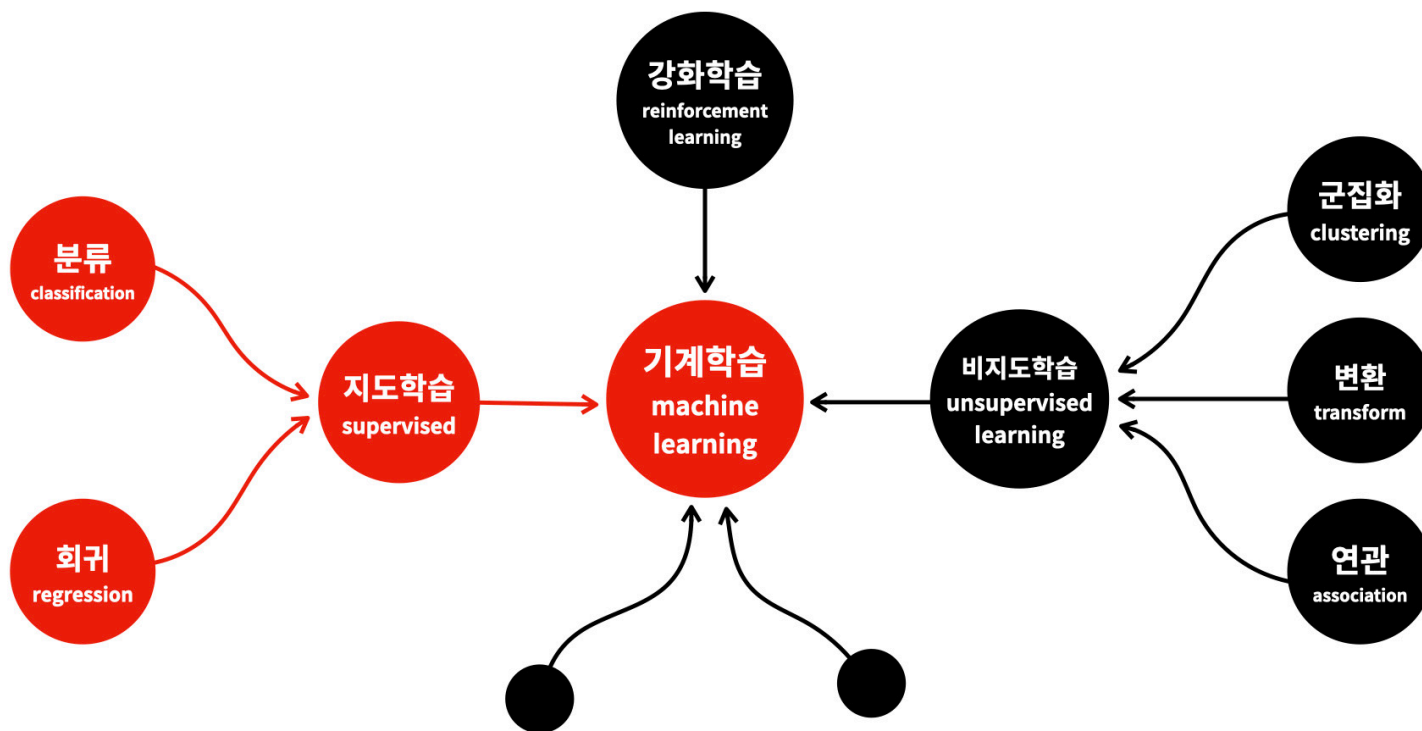 강화학습
reinforcement
learning
분류
classification
회귀
regression
지도학습
supervised
기계학습
machine
learning
비지도학습
unsupervised
learning
군집화
clustering
변환
transform
연관
association